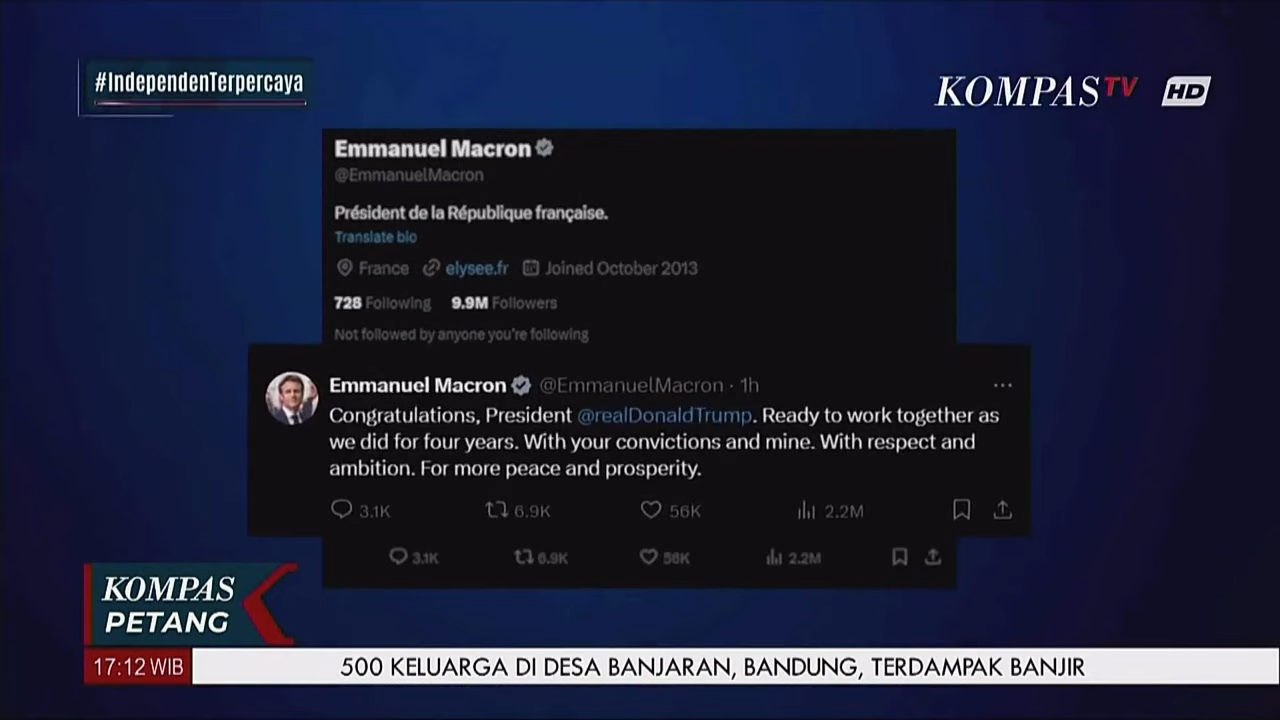 #IndependenTerpercaya
KOMPAS TV HD
Emmanuel Macron
@EmmanuelMacron
Président de la République française.
Translate bio
France elysee.fr Joined October 2013
728 Following 9.9M Followers
Not followed by anyone you're following
Emmanuel Macron @EmmanuelMacron · 1h
Congratulations, President @realDonaldTrump. Ready to work together as
we did for four years. With your convictions and mine. With respect and
ambition. For more peace and prosperity.
3.1K 6.9K 56K 2.2M
3.1K 6.9K 56K 2.2M
KOMPAS
PETANG
17:12 WIB 500 KELUARGA DI DESA BANJARAN, BANDUNG, TERDAMPAK BANJIR